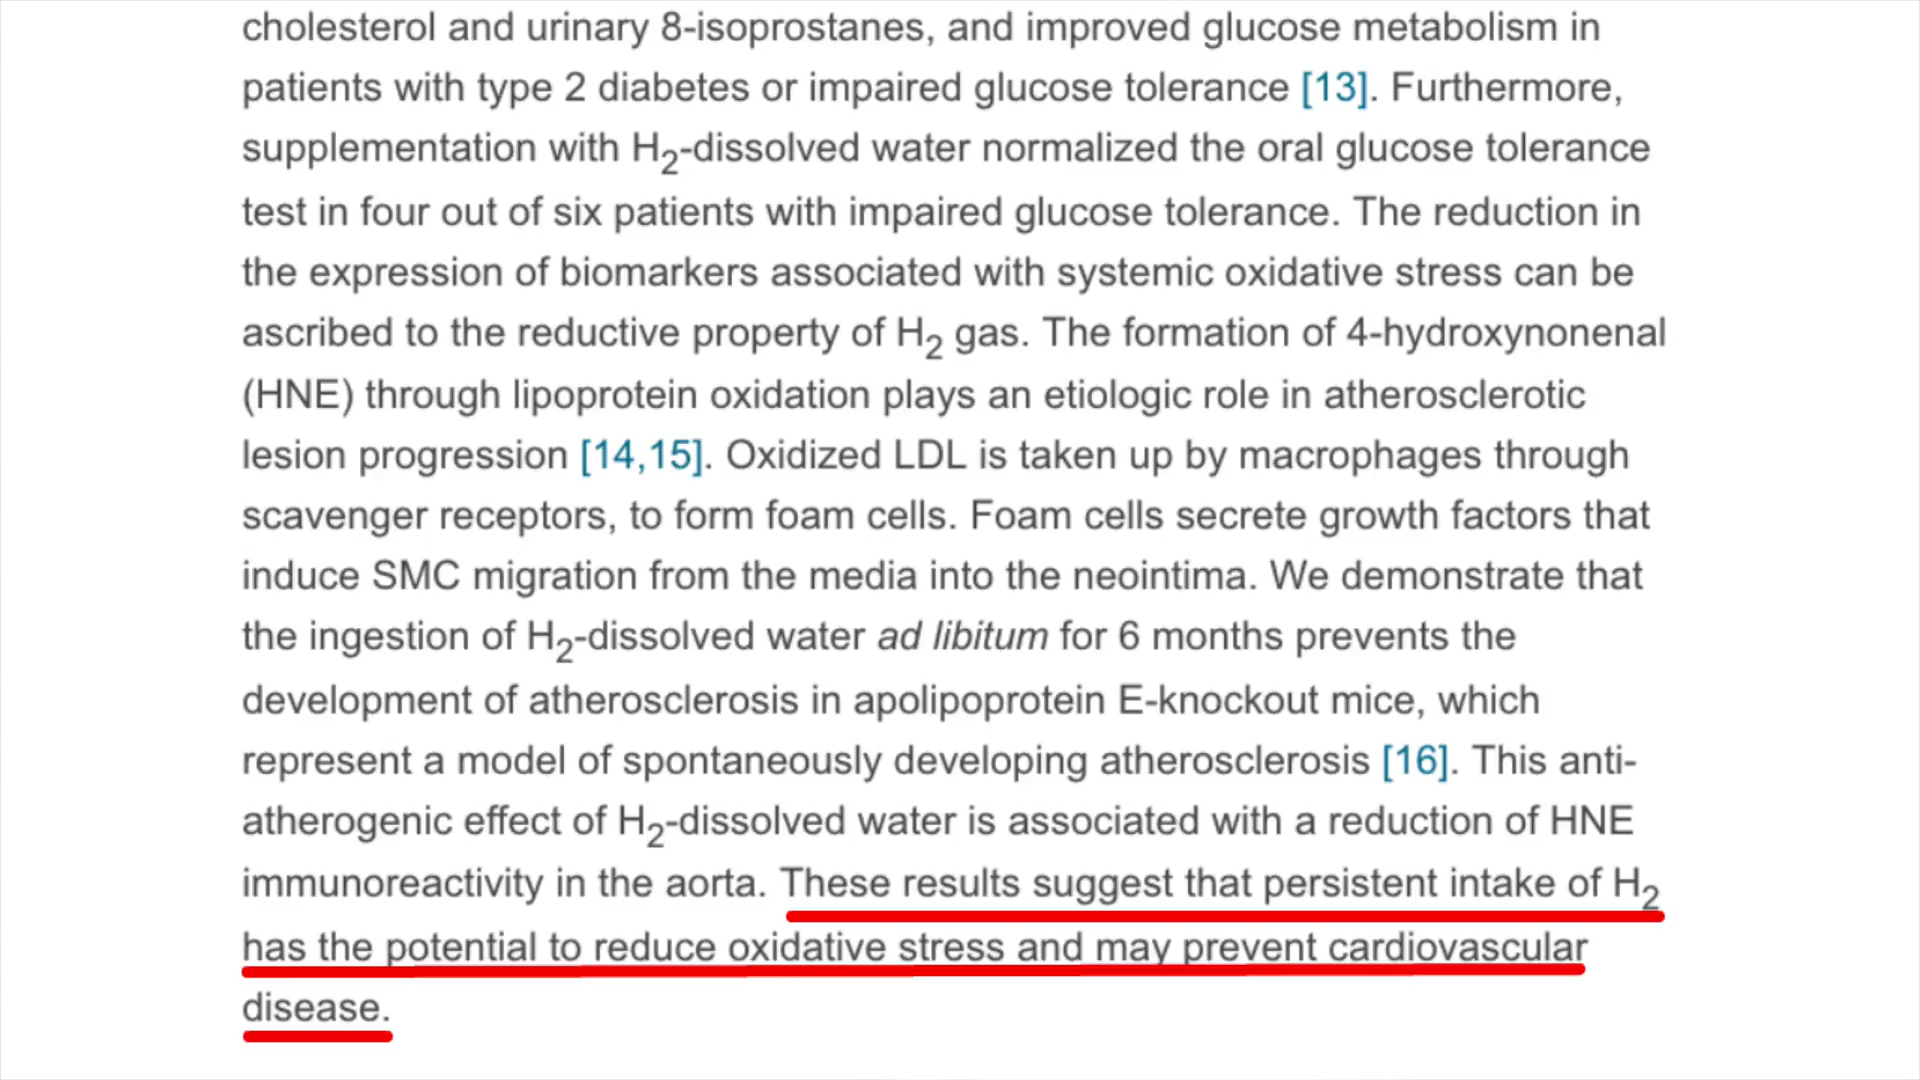 cholesterol and urinary 8-isoprostanes, and improved glucose metabolism in
patients with type 2 diabetes or impaired glucose tolerance [13]. Furthermore,
supplementation with H2-dissolved water normalized the oral glucose tolerance
test in four out of six patients with impaired glucose tolerance. The reduction in
the expression of biomarkers associated with systemic oxidative stress can be
ascribed to the reductive property of H2 gas. The formation of 4-hydroxynonenal
(HNE) through lipoprotein oxidation plays an etiologic role in atherosclerotic
lesion progression [14,15]. Oxidized LDL is taken up by macrophages through
scavenger receptors, to form foam cells. Foam cells secrete growth factors that
induce SMC migration from the media into the neointima. We demonstrate that
the ingestion of H2-dissolved water ad libitum for 6 months prevents the
development of atherosclerosis in apolipoprotein E-knockout mice, which
represent a model of spontaneously developing atherosclerosis [16]. This anti-
atherogenic effect of H2-dissolved water is associated with a reduction of HNE
immunoreactivity in the aorta. These results suggest that persistent intake of H2
has the potential to reduce oxidative stress and may prevent cardiovascular
disease.